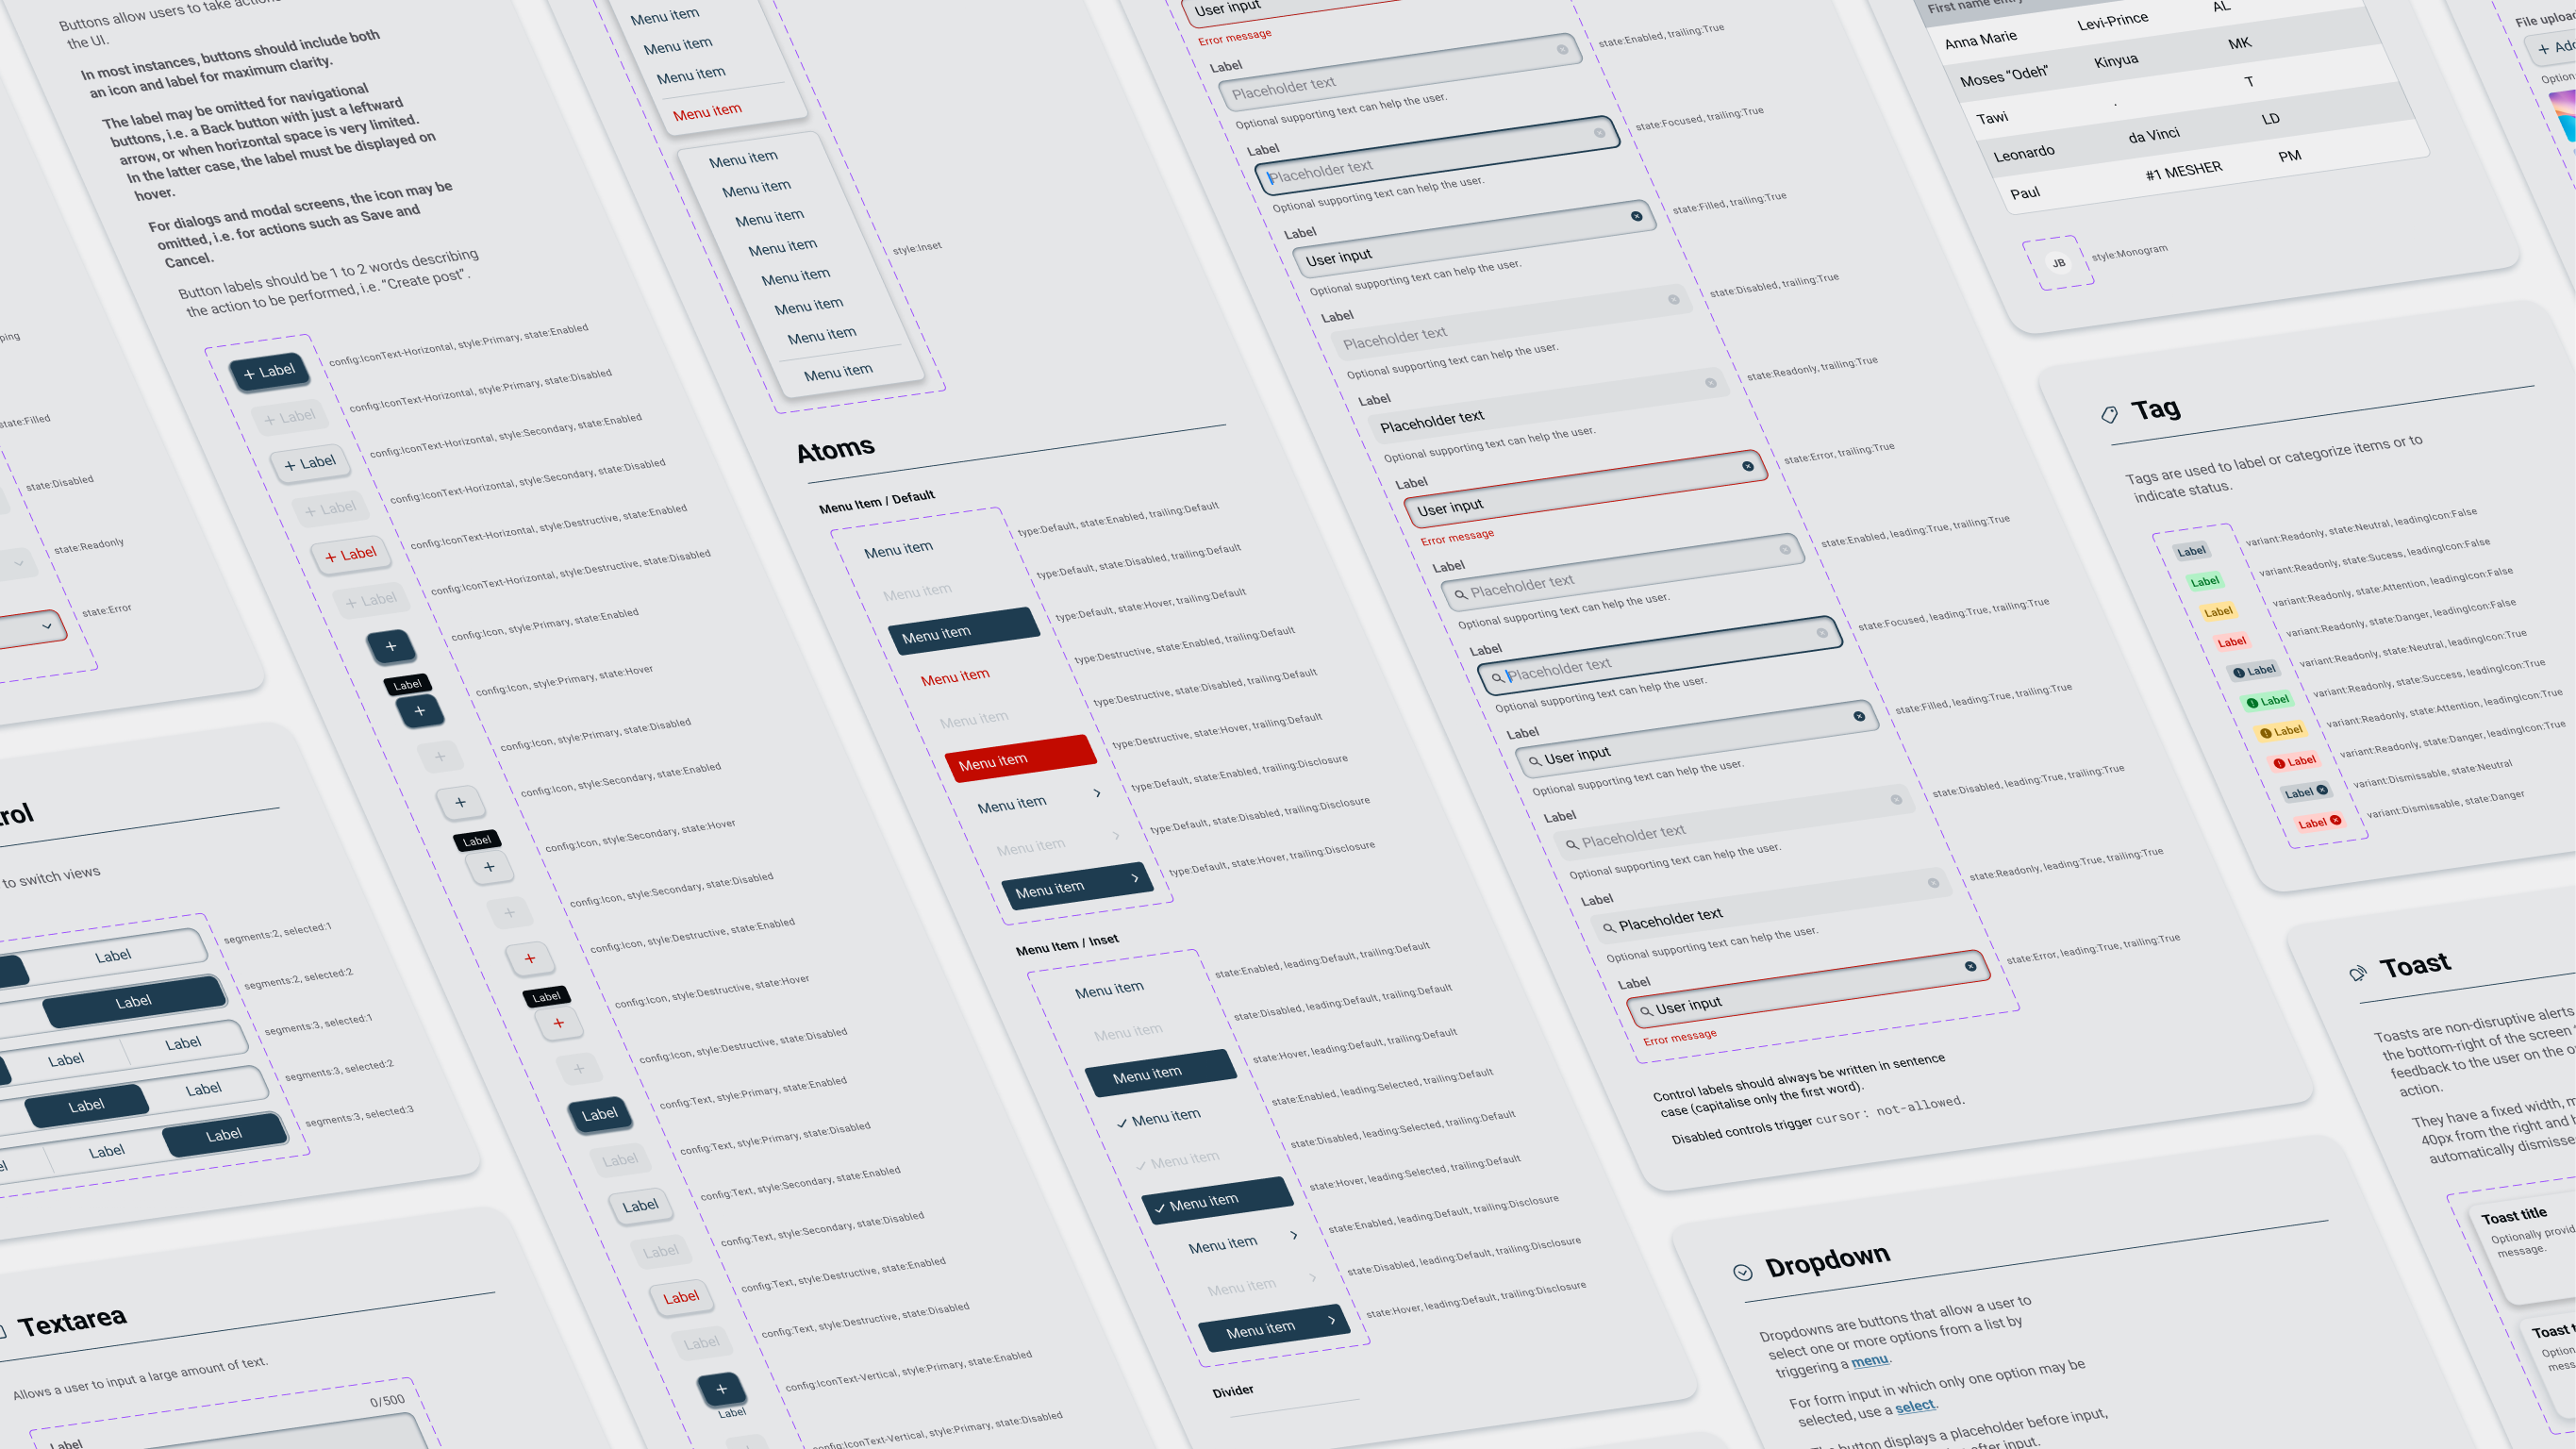 Buttons allow users to take actions
the UI.
In most instances, buttons should include both
an icon and label for maximum clarity.
The label may be omitted for navigational
buttons, i.e. a Back button with just a leftward
arrow, or when horizontal space is very limited.
In the latter case, the label must be displayed on
hover.
For dialogs and modal screens, the icon may be
omitted, i.e. for actions such as Save and
Cancel.
Button labels should be 1 to 2 words describing
the action to be performed, i.e. "Create post".
Label
config:IconText-Horizontal, style:Primary, state:Enabled
Label
config:IconText-Horizontal, style:Primary, state:Disabled
Label
config:IconText-Horizontal, style:Secondary, state:Enabled
Label
config:IconText-Horizontal, style:Secondary, state:Disabled
Label
config:IconText-Horizontal, style:Destructive, state:Enabled
Label
config:IconText-Horizontal, style:Destructive, state:Disabled
config:Icon, style:Primary, state:Enabled
Label
config:Icon, style:Primary, state:Hover
config:Icon, style:Primary, state:Disabled
config:Icon, style:Secondary, state:Enabled
Label
config:Icon, style:Secondary, state:Hover
config:Icon, style:Secondary, state:Disabled
config:Icon, style:Destructive, state:Enabled
Label
config:Icon, style:Destructive, state:Hover
config:Icon, style:Destructive, state:Disabled
Label
config:Text, style:Primary, state:Enabled
Label
config:Text, style:Primary, state:Disabled
Label
config:Text, style:Secondary, state:Enabled
Label
config:Text, style:Secondary, state:Disabled
Label
config:Text, style:Destructive, state:Enabled
Label
config:Text, style:Destructive, state:Disabled
Label
config:IconText-Vertical, style:Primary, state:Enabled
config:IconText-Vertical, style:Primary, state:Disabled
state:Filled
state:Disabled
state:Readonly
state:Error
to switch views
Label
segments:2, selected:1
Label
segments:2, selected:2
Label
Label
segments:3, selected:1
Label
Label
segments:3, selected:2
Label
Label
segments:3, selected:3
Textarea
Allows a user to input a large amount of text.
0/500
Label
Menu item
Menu item
Menu item
Menu item
Menu item
Menu item
Menu item
Menu item
Menu item
Menu item
Menu item
Menu item
style:Inset
Atoms
Menu Item / Default
Menu item
type:Default, state:Enabled, trailing:Default
Menu item
type:Default, state:Disabled, trailing:Default
Menu item
type:Default, state:Hover, trailing:Default
Menu item
type:Destructive, state:Enabled, trailing:Default
Menu item
type:Destructive, state:Disabled, trailing:Default
Menu item
type:Destructive, state:Hover, trailing:Default
Menu item
type:Default, state:Enabled, trailing:Disclosure
Menu item
type:Default, state:Disabled, trailing:Disclosure
Menu item
type:Default, state:Hover, trailing:Disclosure
Menu Item / Inset
Menu item
state:Enabled, leading:Default, trailing:Default
Menu item
state:Disabled, leading:Default, trailing:Default
Menu item
state:Hover, leading:Default, trailing:Default
Menu item
state:Enabled, leading:Selected, trailing:Default
Menu item
state:Disabled, leading:Selected, trailing:Default
Menu item
state:Hover, leading:Selected, trailing:Default
Menu item
state:Enabled, leading:Default, trailing:Disclosure
Menu item
state:Disabled, leading:Default, trailing:Disclosure
Menu item
state:Hover, leading:Default, trailing:Disclosure
Divider
User input
Error message
Label
Placeholder text
Optional supporting text can help the user.
state:Enabled, trailing:True
Label
Placeholder text
Optional supporting text can help the user.
state:Focused, trailing:True
Label
User input
Optional supporting text can help the user.
state:Filled, trailing:True
Label
Placeholder text
Optional supporting text can help the user.
state:Disabled, trailing:True
Label
Placeholder text
Optional supporting text can help the user.
state:Readonly, trailing:True
Label
User input
Error message
state:Error, trailing:True
Label
Placeholder text
Optional supporting text can help the user.
state:Enabled, leading:True, trailing:True
Label
Placeholder text
Optional supporting text can help the user.
state:Focused, leading:True, trailing:True
Label
User input
Optional supporting text can help the user.
state:Filled, leading:True, trailing:True
Label
Placeholder text
Optional supporting text can help the user.
state:Disabled, leading:True, trailing:True
Label
Placeholder text
Optional supporting text can help the user.
state:Readonly, leading:True, trailing:True
Label
User input
Error message
state:Error, leading:True, trailing:True
Control labels should always be written in sentence
case (capitalise only the first word).
Disabled controls trigger cursor: not-allowed.
Dropdown
Dropdowns are buttons that allow a user to
select one or more options from a list by
triggering a menu.
For form input in which only one option may be
selected, use a select.
button displays a placeholder before input,
after input.
First name entry
Anna Marie Levi-Prince AL
Moses "Odeh" Kinyua MK
Tawi . T
Leonardo da Vinci LD
Paul #1 MESHER PM
JB
style:Monogram
File upload
Tag
Tags are used to label or categorize items or to
indicate status.
Label
variant:Readonly, state:Neutral, leadingIcon:False
Label
variant:Readonly, state:Sucess, leadingIcon:False
Label
variant:Readonly, state:Attention, leadingIcon:False
Label
variant:Readonly, state:Danger, leadingIcon:False
Label
variant:Readonly, state:Neutral, leadingIcon:True
Label
variant:Readonly, state:Success, leadingIcon:True
Label
variant:Readonly, state:Attention, leadingIcon:True
Label
variant:Readonly, state:Danger, leadingIcon:True
Label
variant:Dismissable, state:Neutral
Label
variant:Dismissable, state:Danger
Toast
Toasts are non-disruptive alerts
the bottom-right of the screen
feedback to the user on the
action.
They have a fixed width,
40px from the right and
automatically
Toast title
Optionally
message.
Toast